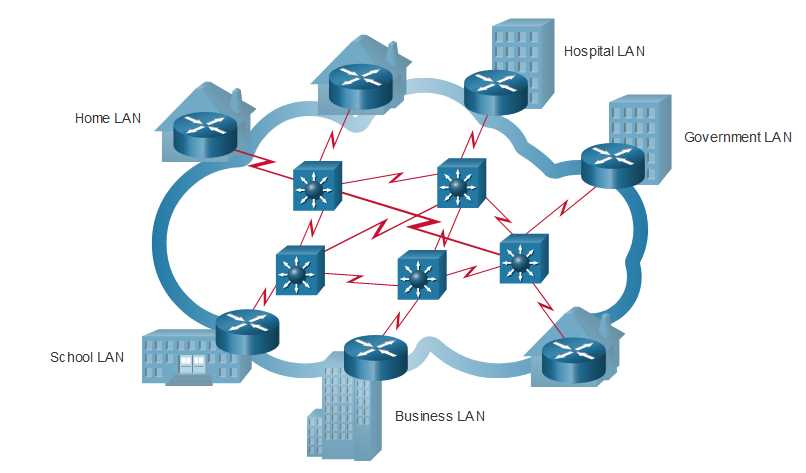 Hospital LAN
Home LAN
Government LAN
School LAN
Business LAN